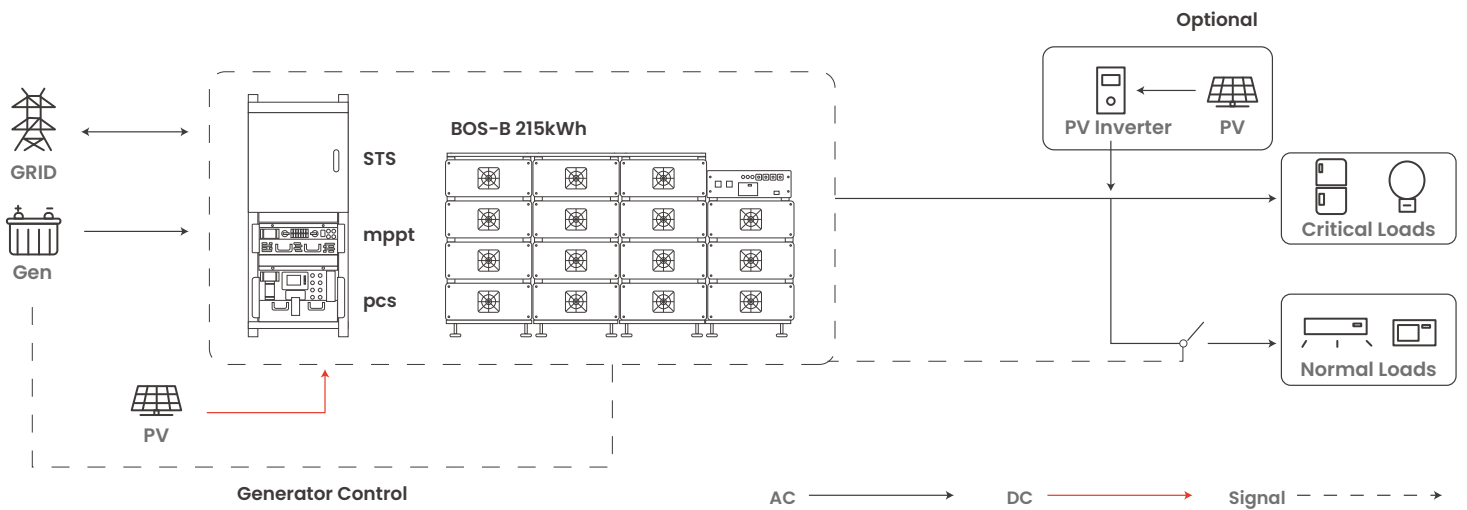 Optional
PV Inverter
PV
BOS-B 215kWh
STS
GRID
mppt
Critical Loads
Gen
pcs
Normal Loads
PV
Generator Control
AC
DC
Signal